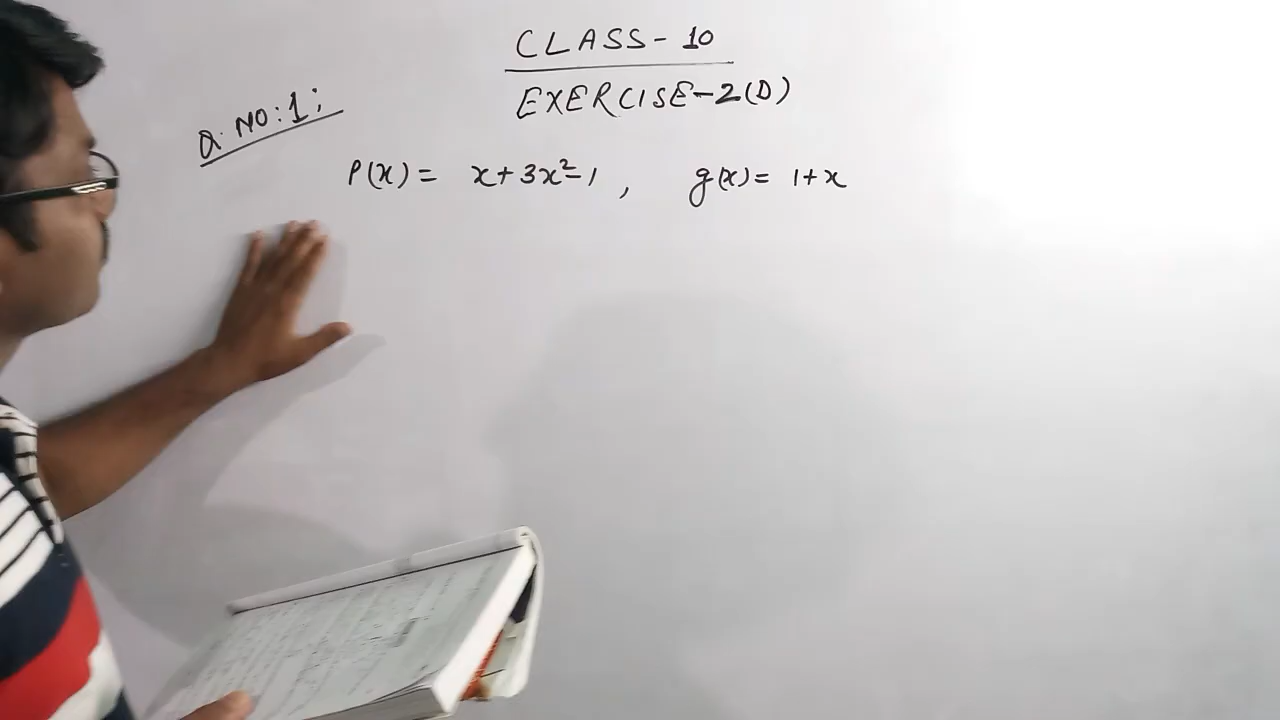 CLASS-10
EXERCISE-2(D)
Q. NO:1:
P(x) = x+3x²-1, g(x)= 1+x